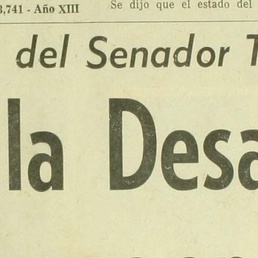 3,741 - Año XIII
Se dijo que el estado del
del Senador T
la Desa